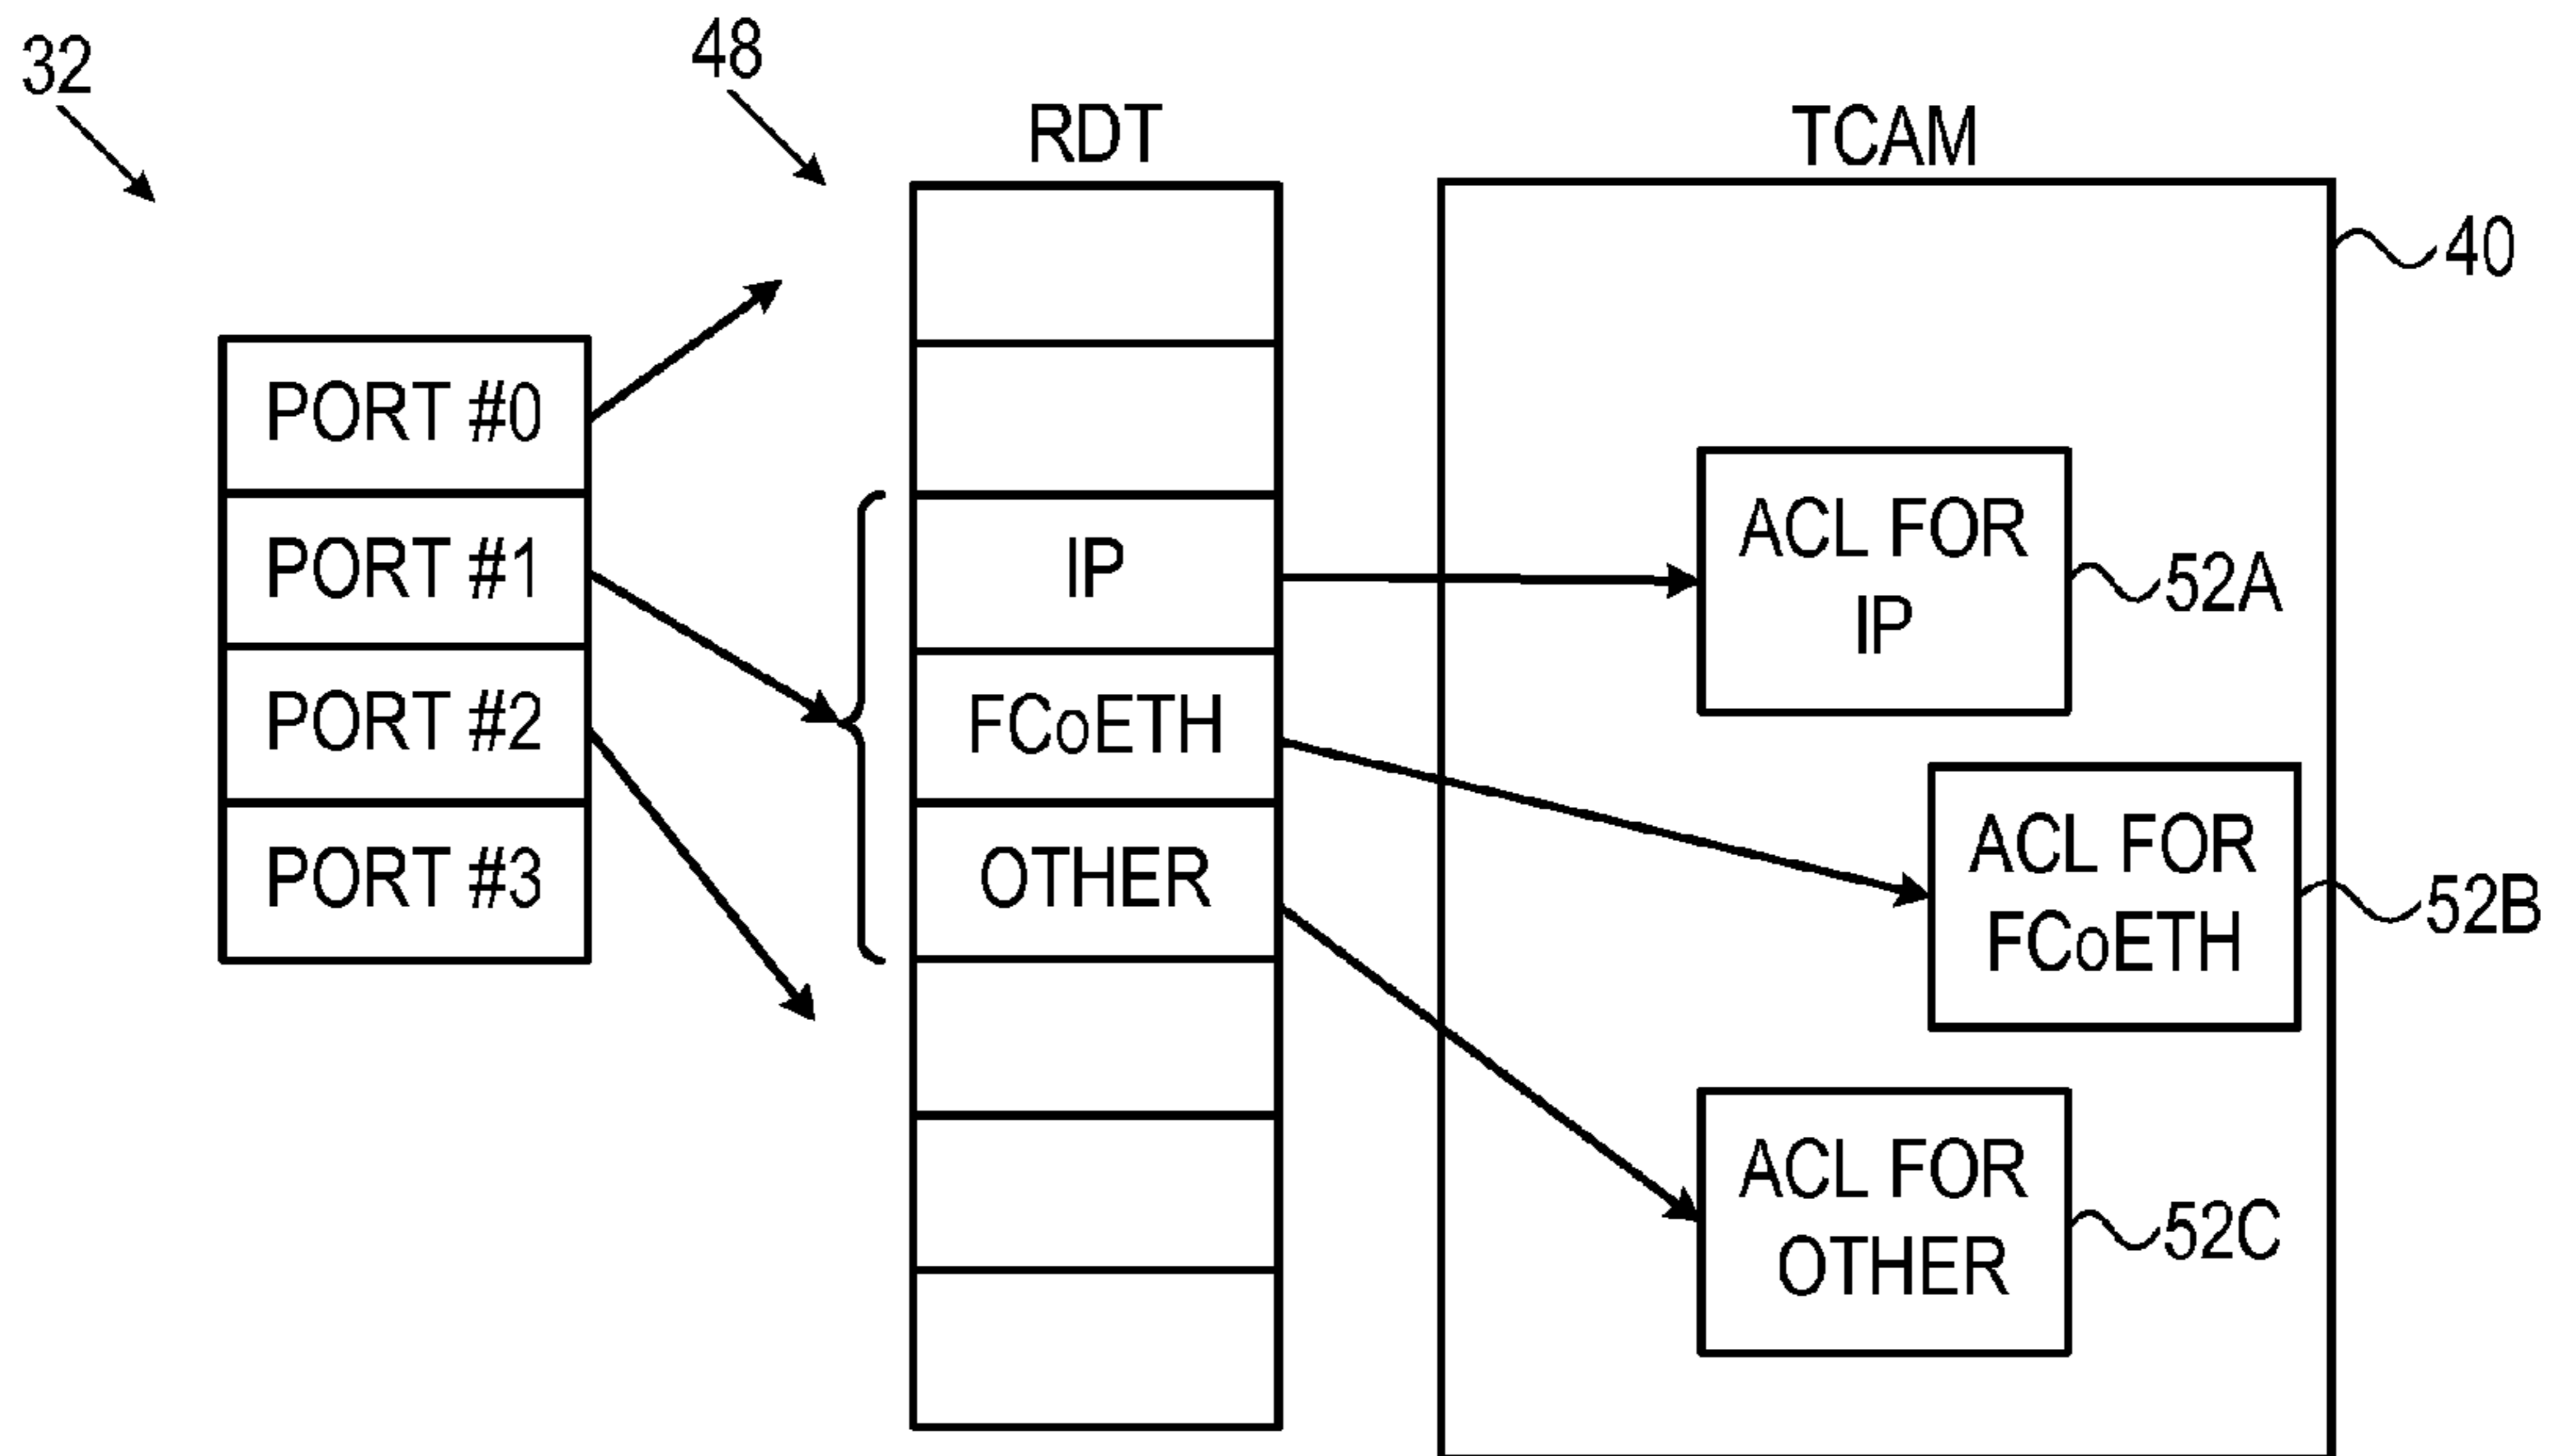 32
48
RDT
TCAM
40
PORT #0
PORT #1
PORT #2
PORT #3
IP
FCoETH
OTHER
ACL FOR
IP
52A
ACL FOR
FCoETH
52B
ACL FOR
OTHER
52C